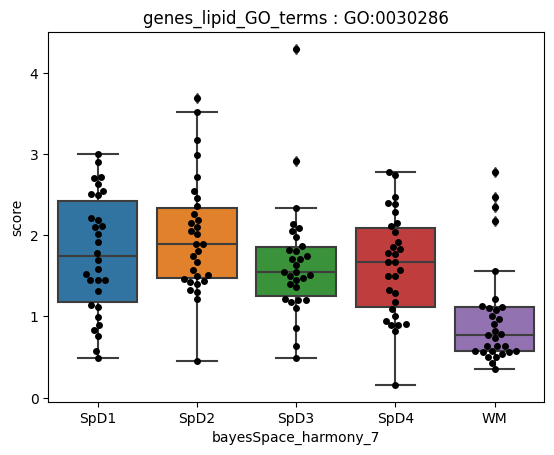 genes_lipid_GO_terms : GO:0030286
4
3
2
1
0
score
SpD1 SpD2 SpD3 SpD4 WM
bayesSpace_harmony_7